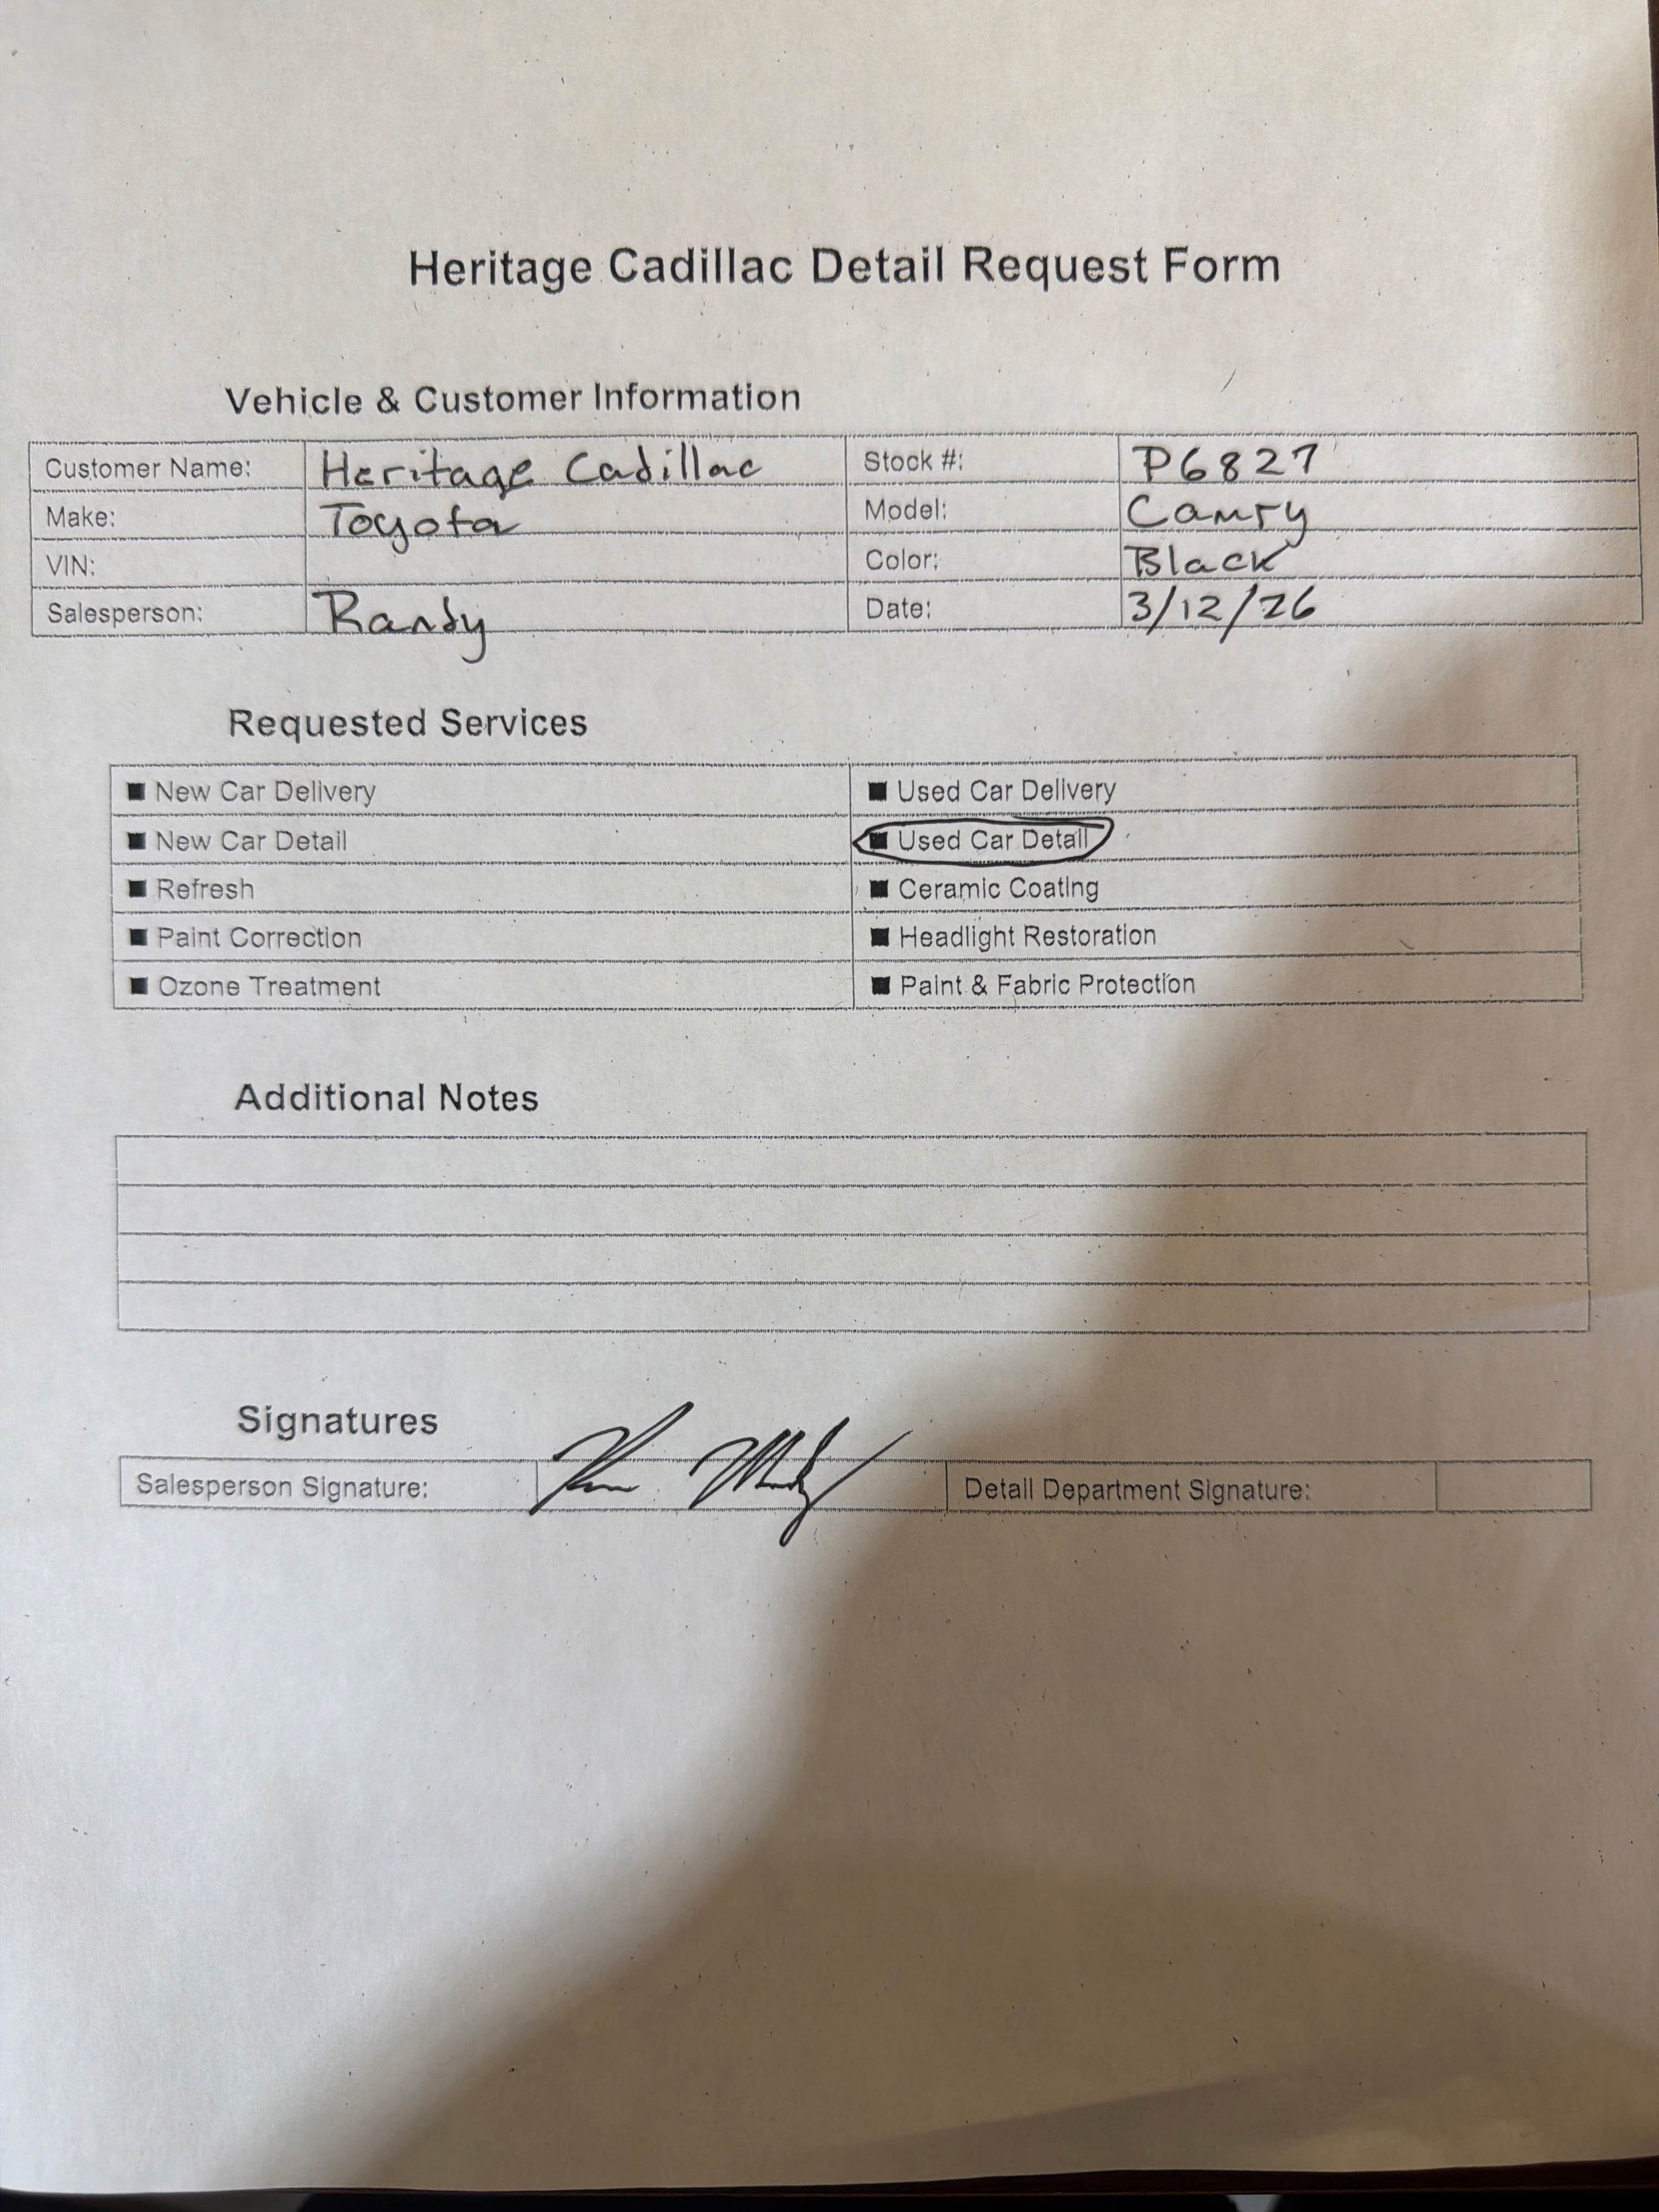 Heritage Cadillac Detail Request Form
Vehicle & Customer Information
Customer Name: Heritage Cadillac Stock #: P6827
Make: Toyota Model: Camry
VIN: Color: Black
Salesperson: Randy Date: 3/12/26
Requested Services
■ New Car Delivery ■ Used Car Delivery
■ New Car Detail ■ Used Car Detail
■ Refresh ■ Ceramic Coating
■ Paint Correction ■ Headlight Restoration
■ Ozone Treatment ■ Paint & Fabric Protection
Additional Notes
Signatures
Salesperson Signature: Detail Department Signature: